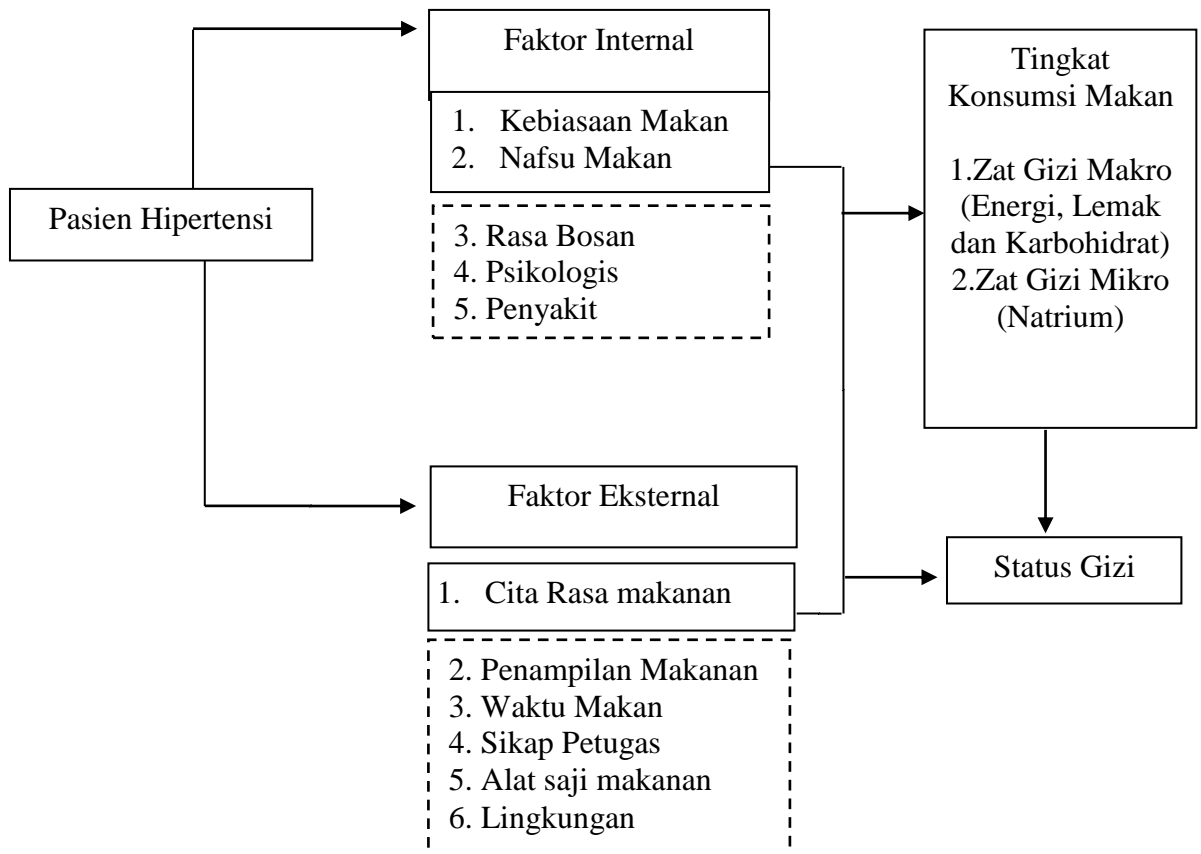 Pasien Hipertensi
Faktor Internal
1. Kebiasaan Makan
2. Nafsu Makan
3. Rasa Bosan
4. Psikologis
5. Penyakit
Faktor Eksternal
1. Cita Rasa makanan
2. Penampilan Makanan
3. Waktu Makan
4. Sikap Petugas
5. Alat saji makanan
6. Lingkungan
Tingkat
Konsumsi Makan
1.Zat Gizi Makro
(Energi, Lemak
dan Karbohidrat)
2.Zat Gizi Mikro
(Natrium)
Status Gizi